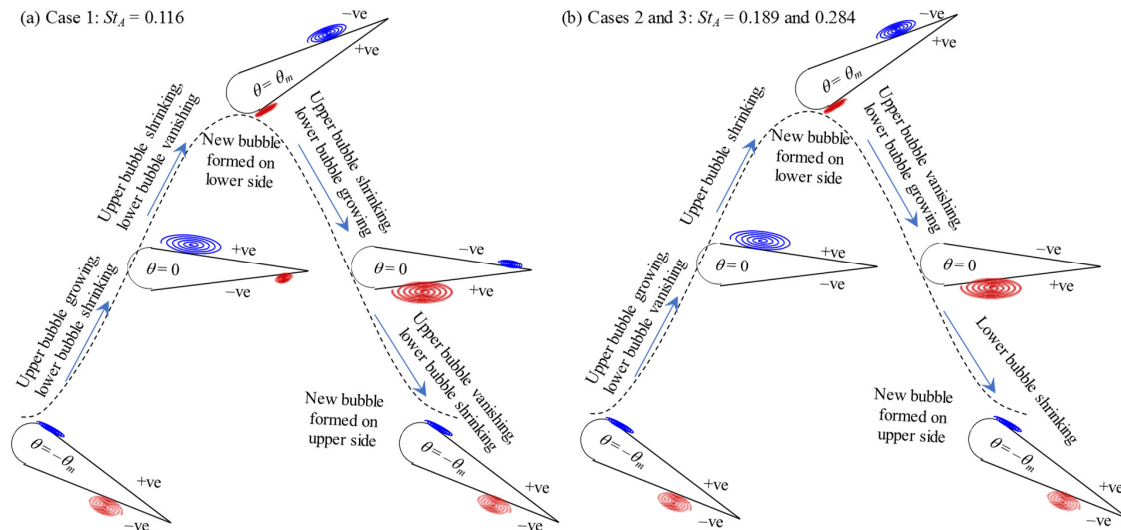 (a) Case 1: St_A = 0.116
−ve
+ve
θ = θ_m
Upper bubble shrinking,
lower bubble vanishing
New bubble
formed on
lower side
Upper bubble shrinking,
lower bubble growing
Upper bubble growing,
lower bubble shrinking
θ = 0
+ve
−ve
θ = 0
−ve
+ve
Upper bubble vanishing,
lower bubble shrinking
New bubble
formed on
upper side
θ = −θ_m
+ve
−ve
θ = −θ_m
+ve
−ve
(b) Cases 2 and 3: St_A = 0.189 and 0.284
−ve
+ve
θ = θ_m
Upper bubble shrinking,
New bubble
formed on
lower side
Upper bubble vanishing,
lower bubble growing
Upper bubble growing,
lower bubble vanishing
θ = 0
+ve
−ve
θ = 0
−ve
+ve
Lower bubble shrinking
New bubble
formed on
upper side
θ = −θ_m
+ve
−ve
θ = −θ_m
+ve
−ve